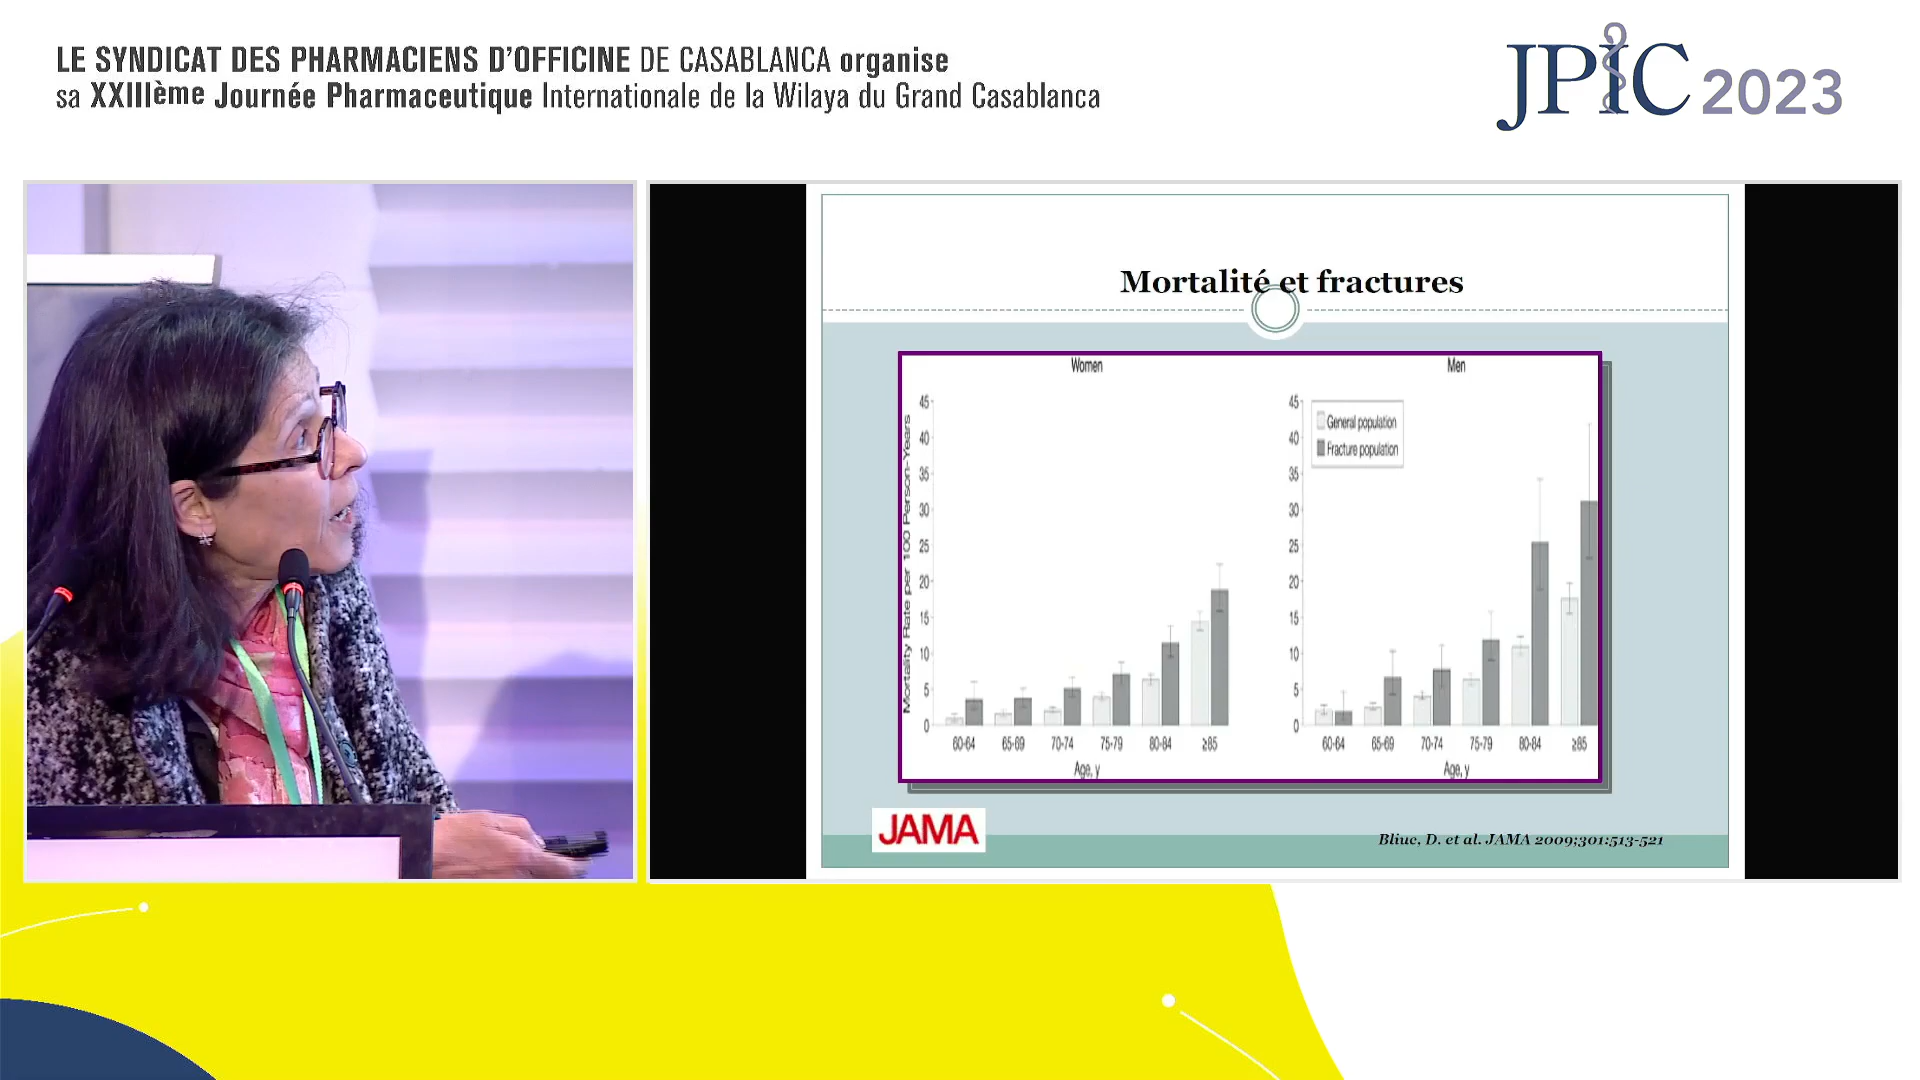 LE SYNDICAT DES PHARMACIENS D'OFFICINE DE CASABLANCA organise
sa XXIIIème Journée Pharmaceutique Internationale de la Wilaya du Grand Casablanca
JPIC 2023
Mortalité et fractures
Women
Men
Mortality Rate per 100 Person-Years
45
40
35
30
25
20
15
10
5
0
60-64 65-69 70-74 75-79 80-84 ≥85
Age, y
45
40
35
30
25
20
15
10
5
0
General population
Fracture population
60-64 65-69 70-74 75-79 80-84 ≥85
Age, y
JAMA
Bliuc, D. et al. JAMA 2009;301:513-521